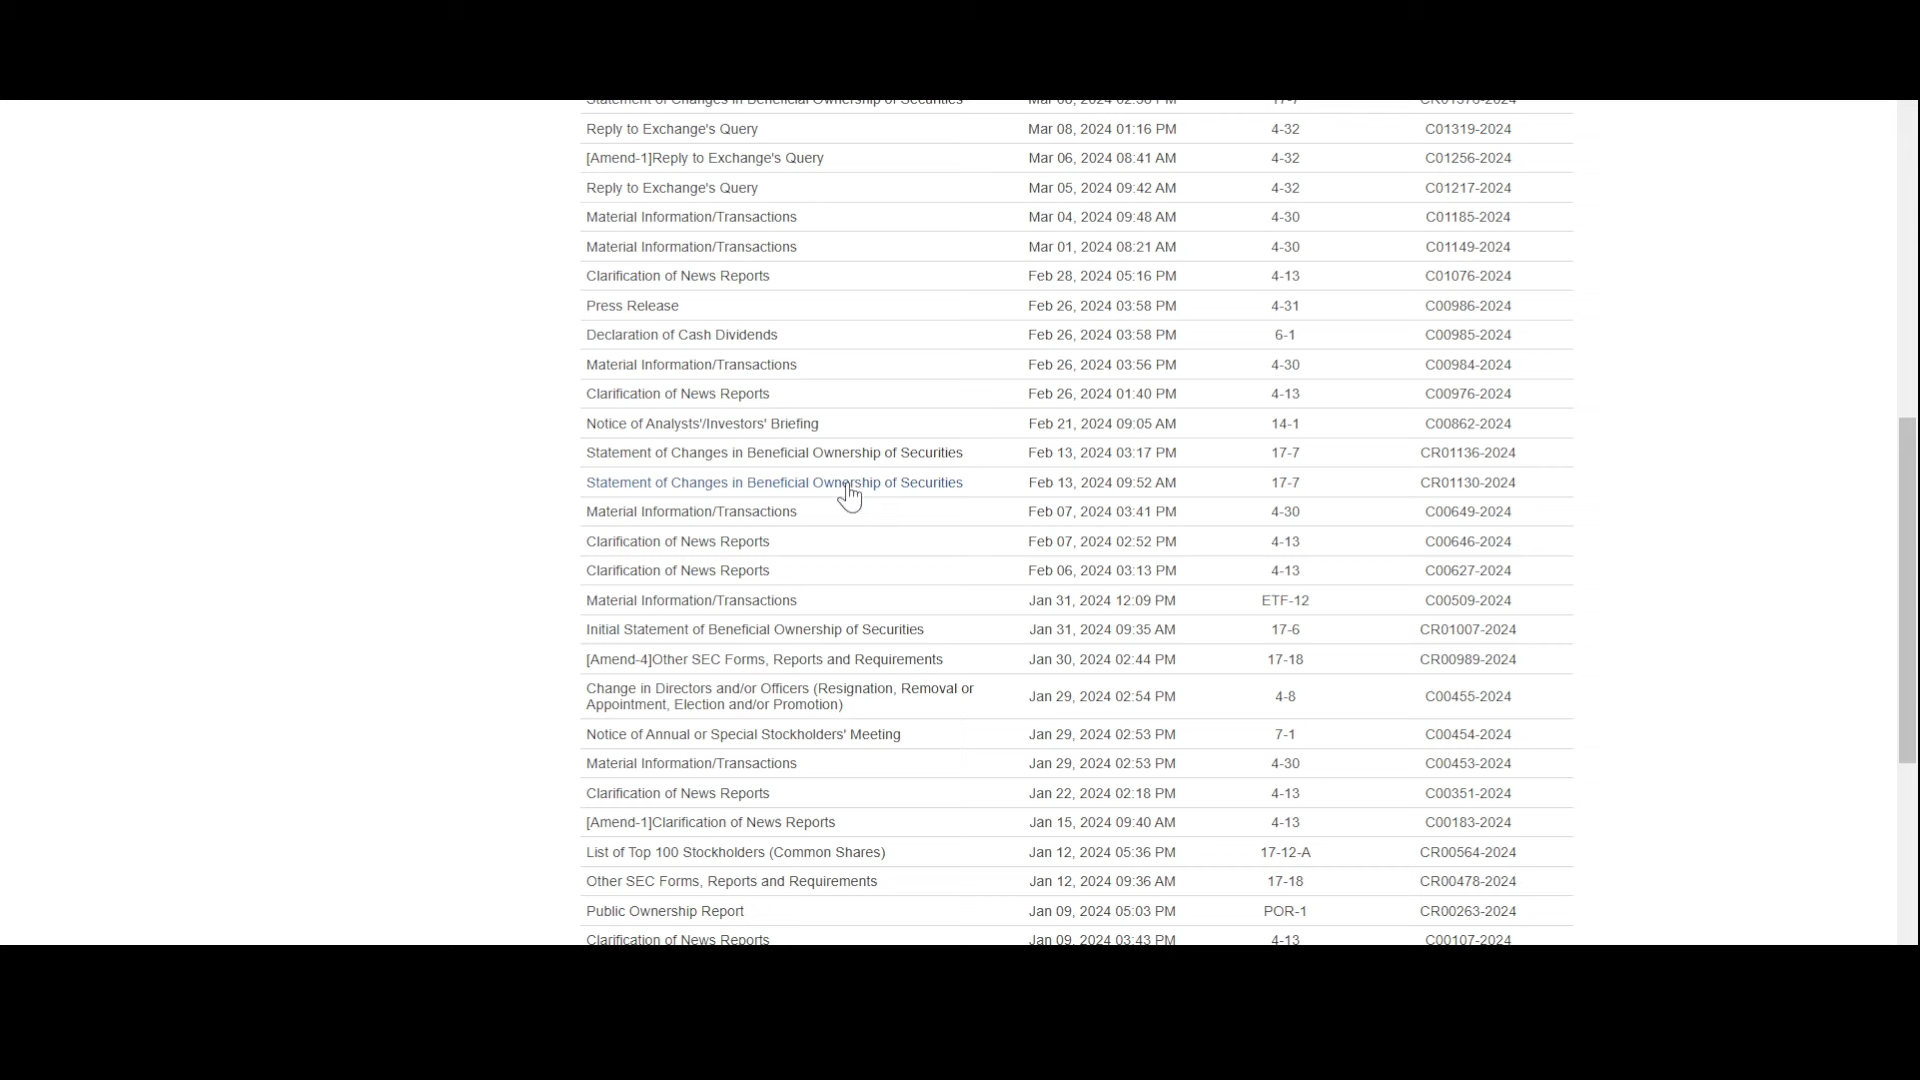 Statement of Changes in Beneficial Ownership of Securities 17-7
Reply to Exchange's Query Mar 08, 2024 01:16 PM 4-32 C01319-2024
[Amend-1]Reply to Exchange's Query Mar 06, 2024 08:41 AM 4-32 C01256-2024
Reply to Exchange's Query Mar 05, 2024 09:42 AM 4-32 C01217-2024
Material Information/Transactions Mar 04, 2024 09:48 AM 4-30 C01185-2024
Material Information/Transactions Mar 01, 2024 08:21 AM 4-30 C01149-2024
Clarification of News Reports Feb 28, 2024 05:16 PM 4-13 C01076-2024
Press Release Feb 26, 2024 03:58 PM 4-31 C00986-2024
Declaration of Cash Dividends Feb 26, 2024 03:58 PM 6-1 C00985-2024
Material Information/Transactions Feb 26, 2024 03:56 PM 4-30 C00984-2024
Clarification of News Reports Feb 26, 2024 01:40 PM 4-13 C00976-2024
Notice of Analysts'/Investors' Briefing Feb 21, 2024 09:05 AM 14-1 C00862-2024
Statement of Changes in Beneficial Ownership of Securities Feb 13, 2024 03:17 PM 17-7 CR01136-2024
Statement of Changes in Beneficial Ownership of Securities Feb 13, 2024 09:52 AM 17-7 CR01130-2024
Material Information/Transactions Feb 07, 2024 03:41 PM 4-30 C00649-2024
Clarification of News Reports Feb 07, 2024 02:52 PM 4-13 C00646-2024
Clarification of News Reports Feb 06, 2024 03:13 PM 4-13 C00627-2024
Material Information/Transactions Jan 31, 2024 12:09 PM ETF-12 C00509-2024
Initial Statement of Beneficial Ownership of Securities Jan 31, 2024 09:35 AM 17-6 CR01007-2024
[Amend-4]Other SEC Forms, Reports and Requirements Jan 30, 2024 02:44 PM 17-18 CR00989-2024
Change in Directors and/or Officers (Resignation, Removal or
Appointment, Election and/or Promotion) Jan 29, 2024 02:54 PM 4-8 C00455-2024
Notice of Annual or Special Stockholders' Meeting Jan 29, 2024 02:53 PM 7-1 C00454-2024
Material Information/Transactions Jan 29, 2024 02:53 PM 4-30 C00453-2024
Clarification of News Reports Jan 22, 2024 02:18 PM 4-13 C00351-2024
[Amend-1]Clarification of News Reports Jan 15, 2024 09:40 AM 4-13 C00183-2024
List of Top 100 Stockholders (Common Shares) Jan 12, 2024 05:36 PM 17-12-A CR00564-2024
Other SEC Forms, Reports and Requirements Jan 12, 2024 09:36 AM 17-18 CR00478-2024
Public Ownership Report Jan 09, 2024 05:03 PM POR-1 CR00263-2024
Clarification of News Reports Jan 09, 2024 03:43 PM 4-13 C00107-2024